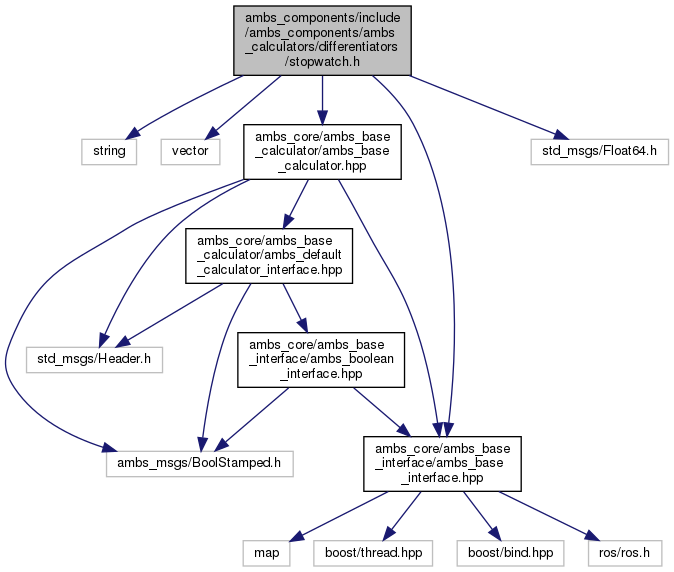 ambs_components/include
/ambs_components/ambs
_calculators/differentiators
/stopwatch.h
string
vector
ambs_core/ambs_base
_calculator/ambs_base
_calculator.hpp
std_msgs/Float64.h
ambs_core/ambs_base
_calculator/ambs_default
_calculator_interface.hpp
std_msgs/Header.h
ambs_core/ambs_base
_interface/ambs_boolean
_interface.hpp
ambs_msgs/BoolStamped.h
ambs_core/ambs_base
_interface/ambs_base
_interface.hpp
map
boost/thread.hpp
boost/bind.hpp
ros/ros.h